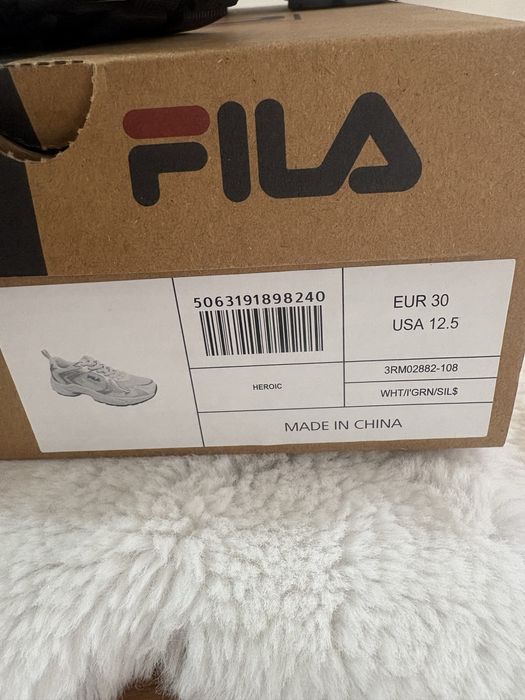 FILA
5063191898240
HEROIC
EUR 30
USA 12.5
3RM02882-108
WHT/I'GRN/SIL$
MADE IN CHINA